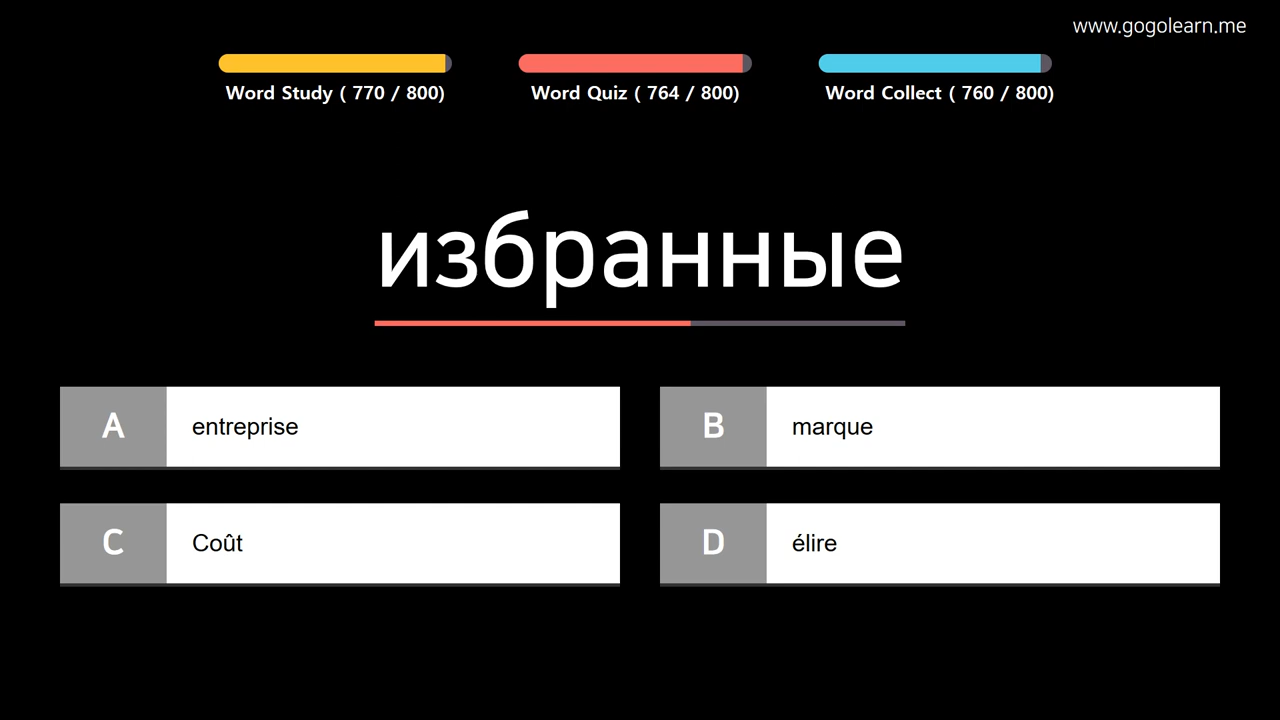 www.gogolearn.me
Word Study ( 770 / 800)
Word Quiz ( 764 / 800)
Word Collect ( 760 / 800)
избранные
A entreprise
B marque
C Coût
D élire